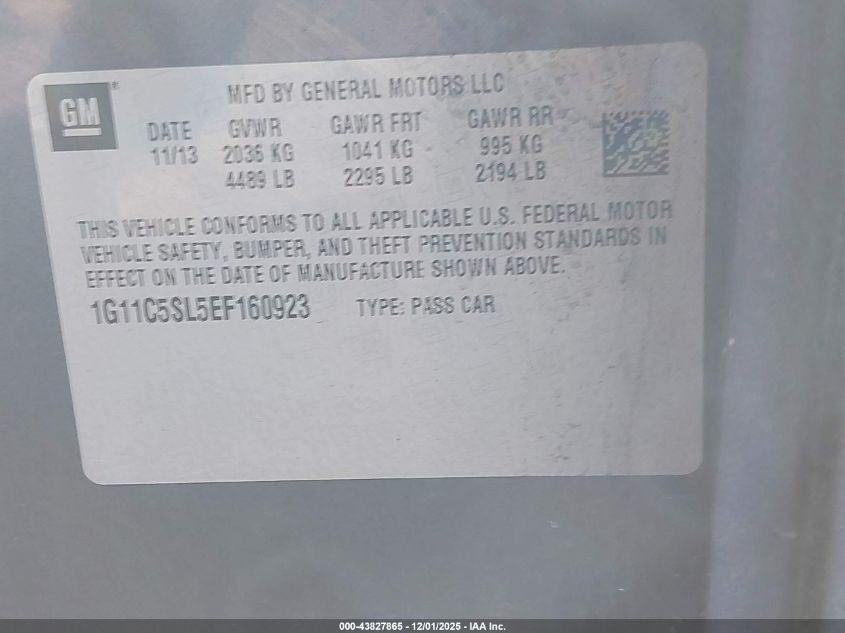 GM®
MFD BY GENERAL MOTORS LLC
DATE GVWR GAWR FRT GAWR RR
11/13 2036 KG 1041 KG 995 KG
4489 LB 2295 LB 2194 LB
THIS VEHICLE CONFORMS TO ALL APPLICABLE U.S. FEDERAL MOTOR
VEHICLE SAFETY, BUMPER, AND THEFT PREVENTION STANDARDS IN
EFFECT ON THE DATE OF MANUFACTURE SHOWN ABOVE.
1G11C5SL5EF160923 TYPE: PASS CAR
000-43827865 - 12/01/2025 - IAA Inc.